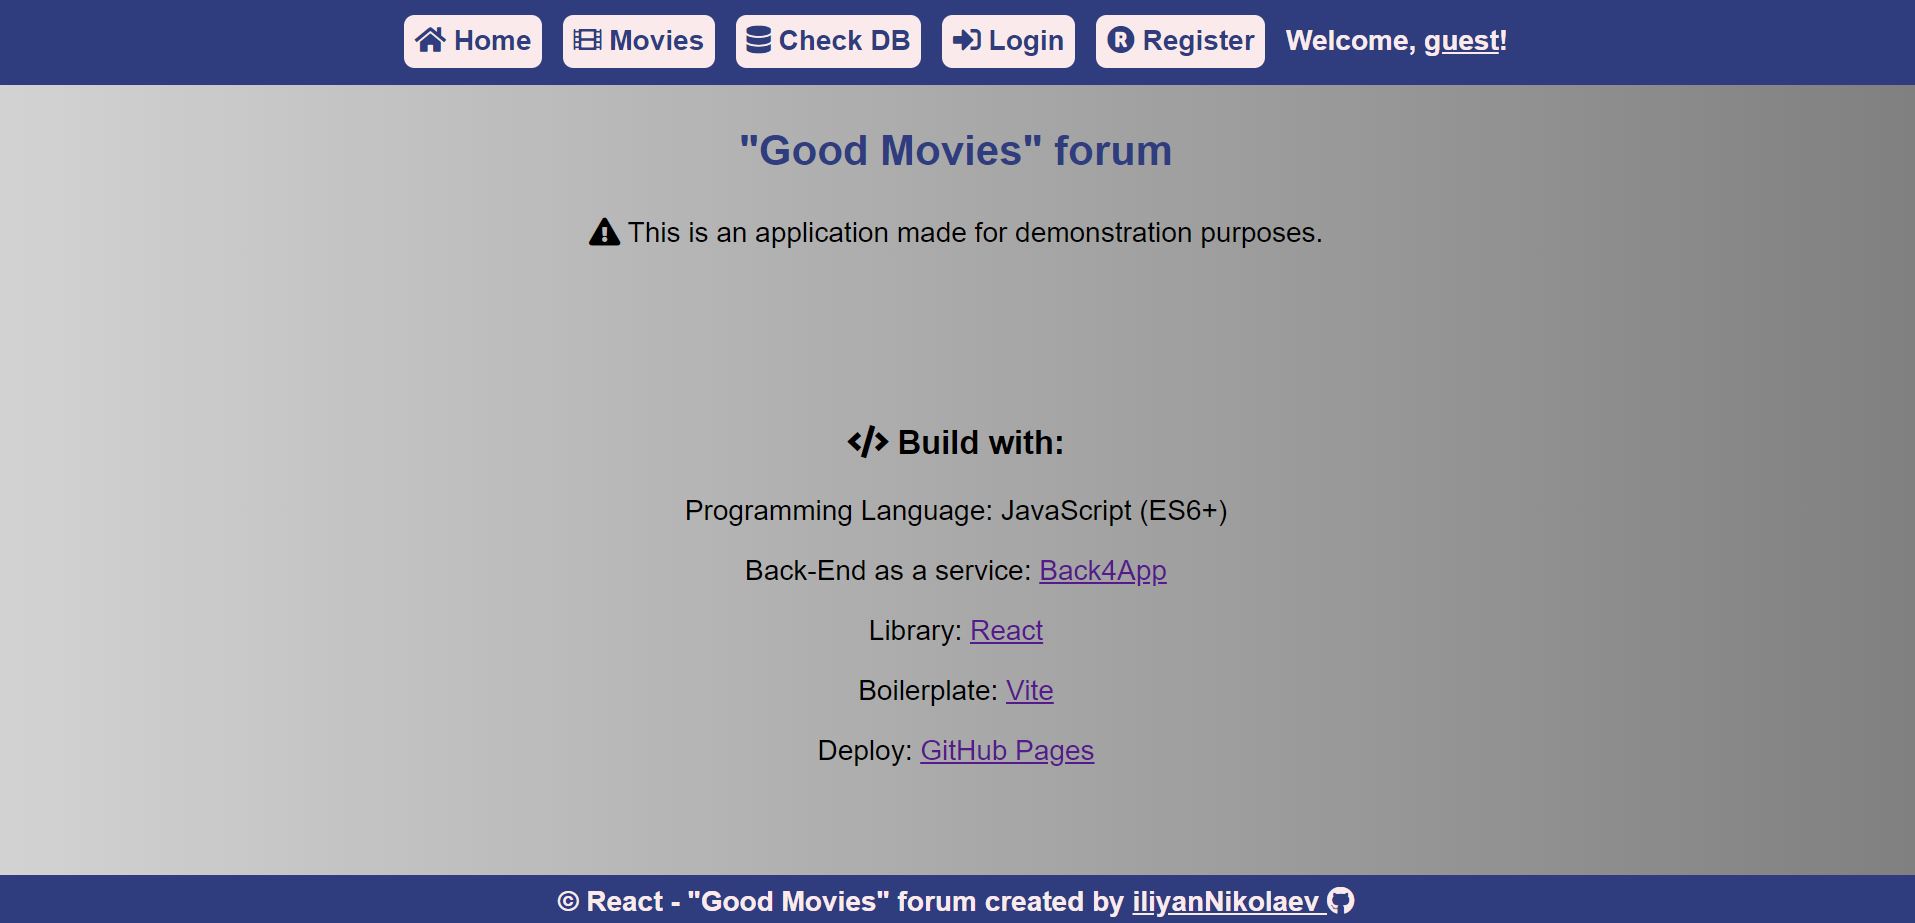 Home Movies Check DB Login Register Welcome, guest!
"Good Movies" forum
This is an application made for demonstration purposes.
Build with:
Programming Language: JavaScript (ES6+)
Back-End as a service: Back4App
Library: React
Boilerplate: Vite
Deploy: GitHub Pages
© React - "Good Movies" forum created by iliyanNikolaev